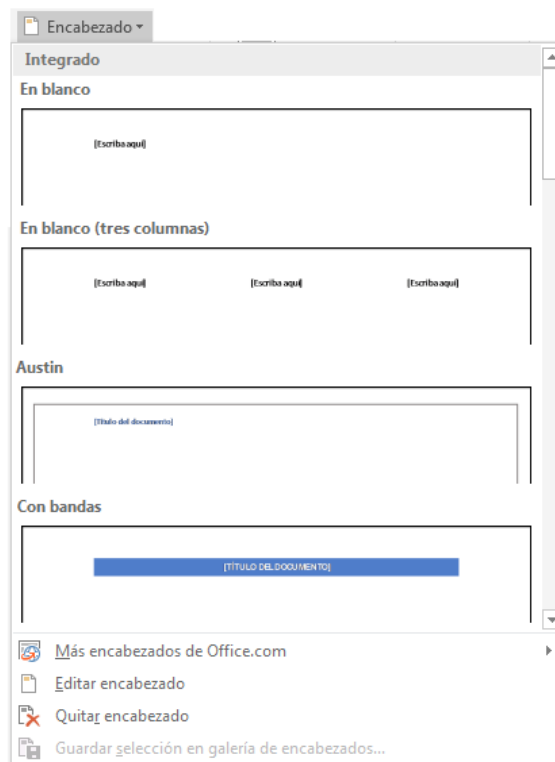 Encabezado
Integrado
En blanco
[Escriba aquí]
En blanco (tres columnas)
[Escriba aquí] [Escriba aquí] [Escriba aquí]
Austin
[Título del documento]
Con bandas
[TÍTULO DEL DOCUMENTO]
Más encabezados de Office.com
Editar encabezado
Quitar encabezado
Guardar selección en galería de encabezados...